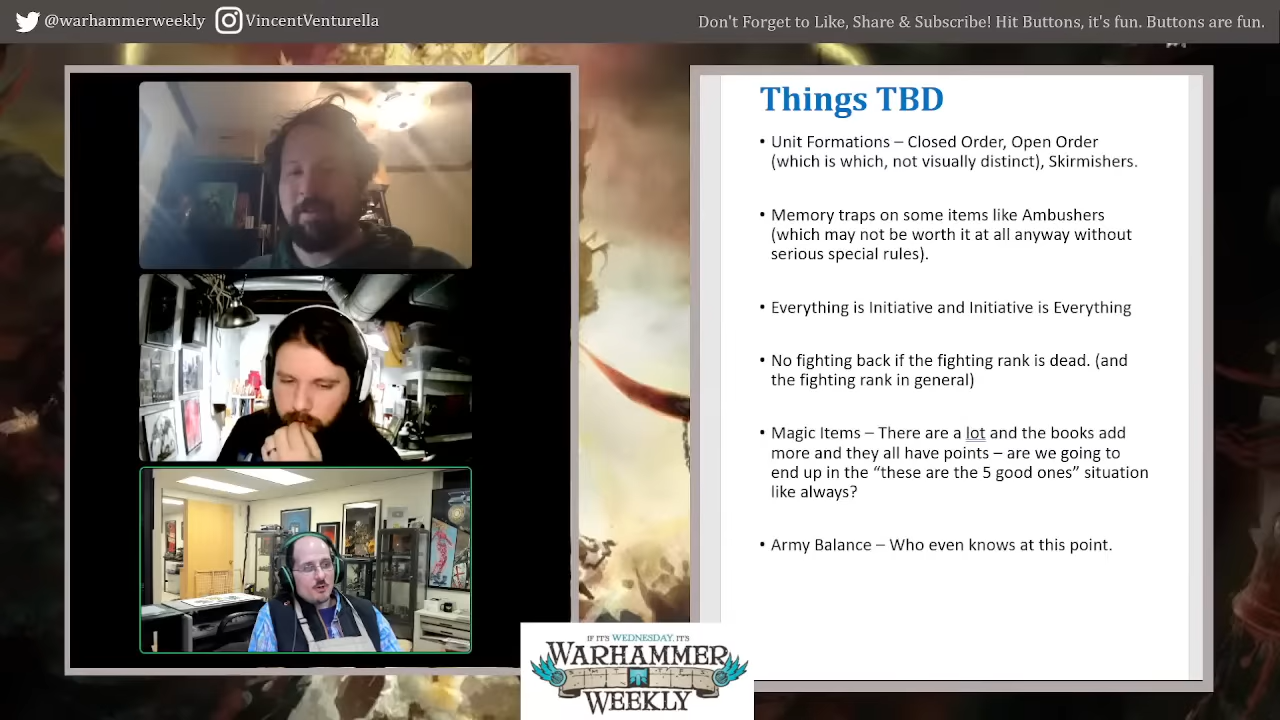 @warhammerweekly VincentVenturella
Don't Forget to Like, Share & Subscribe! Hit Buttons, it's fun. Buttons are fun.
Things TBD
• Unit Formations – Closed Order, Open Order
(which is which, not visually distinct), Skirmishers.
• Memory traps on some items like Ambushers
(which may not be worth it at all anyway without
serious special rules).
• Everything is Initiative and Initiative is Everything
• No fighting back if the fighting rank is dead. (and
the fighting rank in general)
• Magic Items – There are a lot and the books add
more and they all have points – are we going to
end up in the “these are the 5 good ones” situation
like always?
• Army Balance – Who even knows at this point.
IF IT'S WEDNESDAY, IT'S
WARHAMMER
WEEKLY